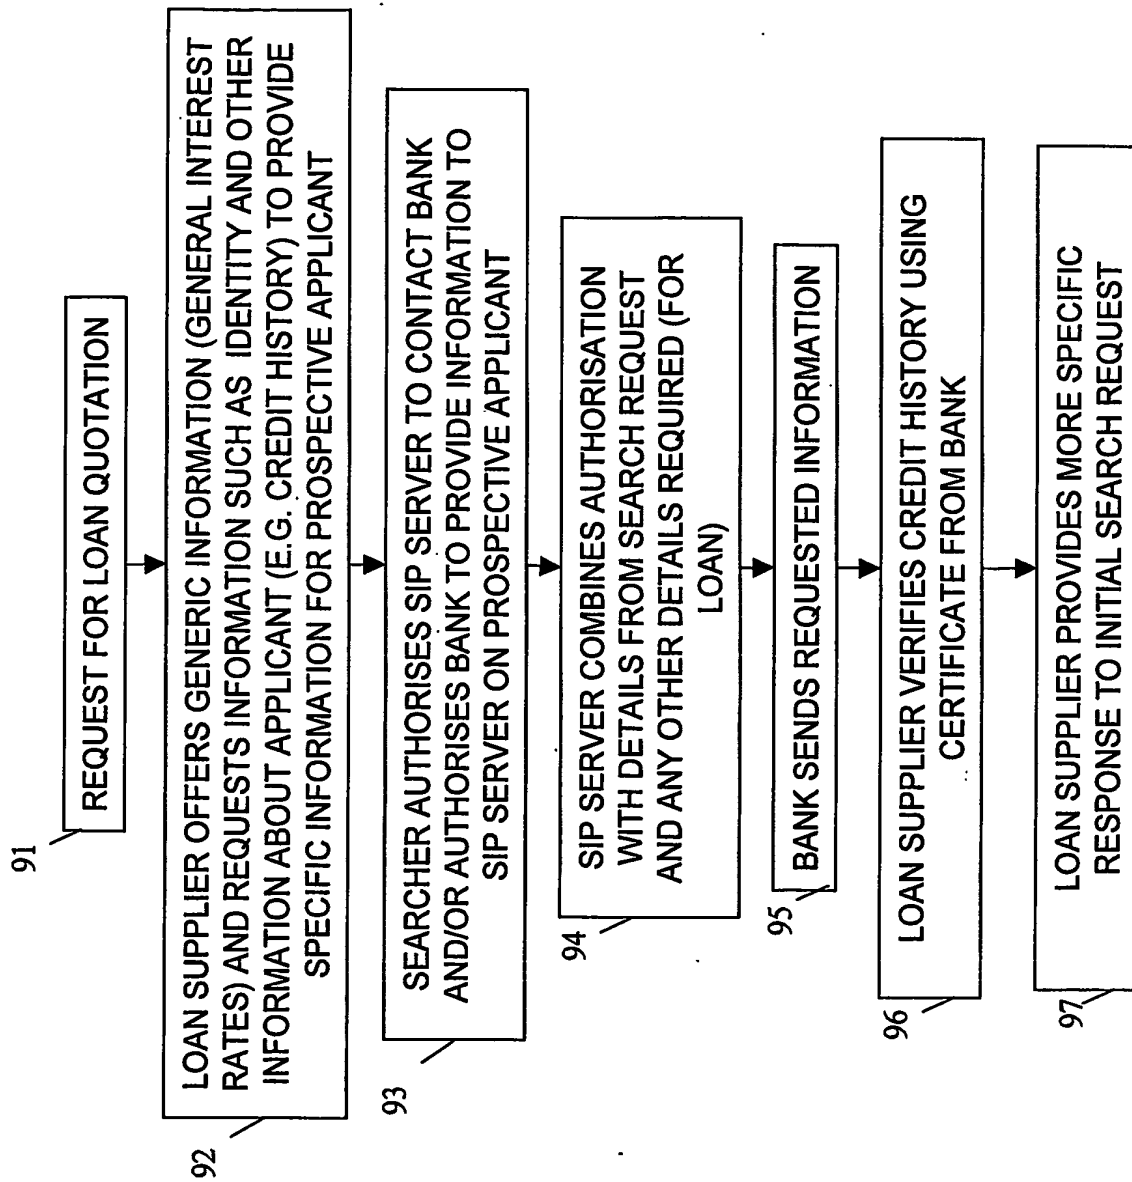 91
REQUEST FOR LOAN QUOTATION
92
LOAN SUPPLIER OFFERS GENERIC INFORMATION (GENERAL INTEREST
RATES) AND REQUESTS INFORMATION SUCH AS IDENTITY AND OTHER
INFORMATION ABOUT APPLICANT (E.G. CREDIT HISTORY) TO PROVIDE
SPECIFIC INFORMATION FOR PROSPECTIVE APPLICANT
93
SEARCHER AUTHORISES SIP SERVER TO CONTACT BANK
AND/OR AUTHORISES BANK TO PROVIDE INFORMATION TO
SIP SERVER ON PROSPECTIVE APPLICANT
94
SIP SERVER COMBINES AUTHORISATION
WITH DETAILS FROM SEARCH REQUEST
AND ANY OTHER DETAILS REQUIRED (FOR
LOAN)
95
BANK SENDS REQUESTED INFORMATION
96
LOAN SUPPLIER VERIFIES CREDIT HISTORY USING
CERTIFICATE FROM BANK
97
LOAN SUPPLIER PROVIDES MORE SPECIFIC
RESPONSE TO INITIAL SEARCH REQUEST